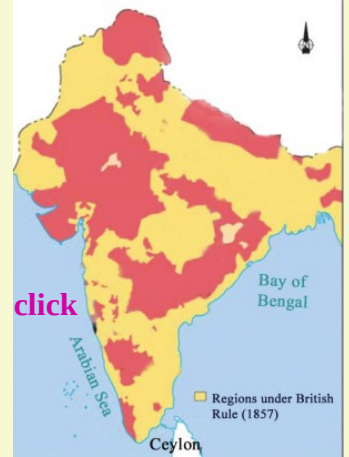 N
Bay of
Bengal
click
Arabian Sea
Regions under British
Rule (1857)
Ceylon